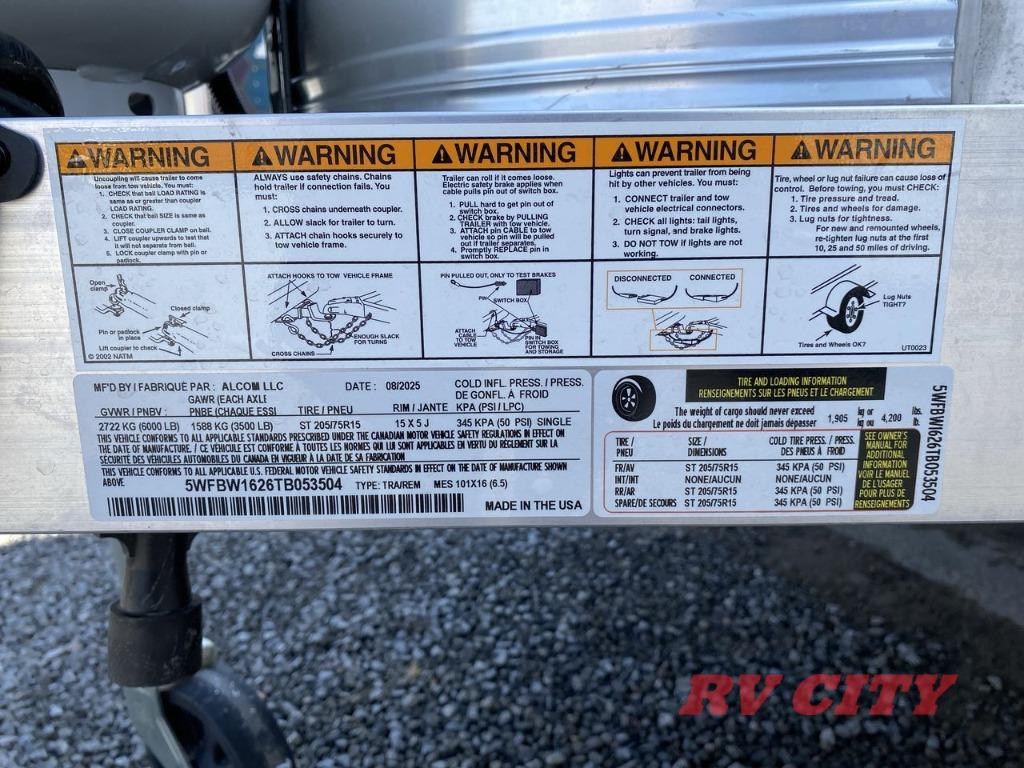 WARNING
Uncoupling will cause trailer to come
loose from tow vehicle. You must:
1. CHECK that ball LOAD RATING is
same as or greater than coupler
LOAD RATING.
2. CHECK that ball SIZE is same as
coupler.
3. CLOSE COUPLER CLAMP on ball.
4. LIFT coupler upwards to test that
it will not separate from ball.
5. LOCK coupler clamp with pin or
padlock.
Open
clamp
Closed clamp
Pin or padlock
in place
Lift coupler to check
© 2002 NATM
WARNING
ALWAYS use safety chains. Chains
hold trailer if connection fails. You
must:
1. CROSS chains underneath coupler.
2. ALLOW slack for trailer to turn.
3. ATTACH chain hooks securely to
tow vehicle frame.
ATTACH HOOKS TO TOW VEHICLE FRAME
ENOUGH SLACK
FOR TURNS
CROSS CHAINS
WARNING
Trailer can roll if it comes loose.
Electric safety brake applies when
cable pulls pin out of switch box.
1. PULL hard to get pin out of
switch box.
2. CHECK brake by PULLING
TRAILER with tow vehicle.
3. ATTACH pin CABLE to tow
vehicle so pin will be pulled
out if trailer separates.
4. Promptly REPLACE pin in
switch box.
PIN PULLED OUT, ONLY TO TEST BRAKES
PIN
SWITCH BOX
ATTACH
CABLE
TO TOW
VEHICLE
PIN IN
SWITCH BOX
FOR TOWING
AND STORAGE
WARNING
Lights can prevent trailer from being
hit by other vehicles. You must:
1. CONNECT trailer and tow
vehicle electrical connectors.
2. CHECK all lights: tail lights,
turn signal, and brake lights.
3. DO NOT TOW if lights are not
working.
DISCONNECTED CONNECTED
WARNING
Tire, wheel or lug nut failure can cause loss of
control. Before towing, you must CHECK:
1. Tire pressure and tread.
2. Tires and wheels for damage.
3. Lug nuts for tightness.
For new and remounted wheels,
re-tighten lug nuts at the first
10, 25 and 50 miles of driving.
Lug Nuts
TIGHT?
Tires and Wheels OK?
UT0023
MF'D BY / FABRIQUÉ PAR : ALCOM LLC DATE : 08/2025 COLD INFL. PRESS. / PRESS.
GAWR (EACH AXLE DE GONFL. À FROID
GVWR / PNBV : PNBE (CHAQUE ESSI TIRE / PNEU RIM / JANTE KPA (PSI / LPC)
2722 KG (6000 LB) 1588 KG (3500 LB) ST 205/75R15 15 X 5 J 345 KPA (50 PSI) SINGLE
THIS VEHICLE CONFORMS TO ALL APPLICABLE STANDARDS PRESCRIBED UNDER THE CANADIAN MOTOR VEHICLE SAFETY REGULATIONS IN EFFECT ON
THE DATE OF MANUFACTURE. / CE VÉHICULE EST CONFORME À TOUTES LES NORMES QUI LUI SONT APPLICABLES EN VERTU DU RÈGLEMENT SUR LA
SÉCURITÉ DES VÉHICULES AUTOMOBILES DU CANADA EN VIGUEUR À LA DATE DE SA FABRICATION
THIS VEHICLE CONFORMS TO ALL APPLICABLE U.S. FEDERAL MOTOR VEHICLE SAFETY STANDARDS IN EFFECT ON THE DATE OF MANUFACTURE SHOWN
ABOVE 5WFBW1626TB053504 TYPE: TRA/REM MES 101X16 (6.5)
MADE IN THE USA
TIRE AND LOADING INFORMATION
RENSEIGNEMENTS SUR LES PNEUS ET LE CHARGEMENT
The weight of cargo should never exceed
Le poids du chargement ne doit jamais dépasser
1,905 kg or kg ou 4,200 lbs. lb.
TIRE / SIZE / COLD TIRE PRESS. / PRESS.
PNEU DIMENSIONS DES PNEUS À FROID
FR/AV ST 205/75R15 345 KPA (50 PSI)
INT/INT NONE/AUCUN NONE/AUCUN
RR/AR ST 205/75R15 345 KPA (50 PSI)
SPARE/DE SECOURS ST 205/75R15 345 KPA (50 PSI)
SEE OWNER'S
MANUAL FOR
ADDITIONAL
INFORMATION
VOIR LE MANUEL
DE L'USAGER
POUR PLUS DE
RENSEIGNEMENTS
5WFBW1626TB053504
RV CITY